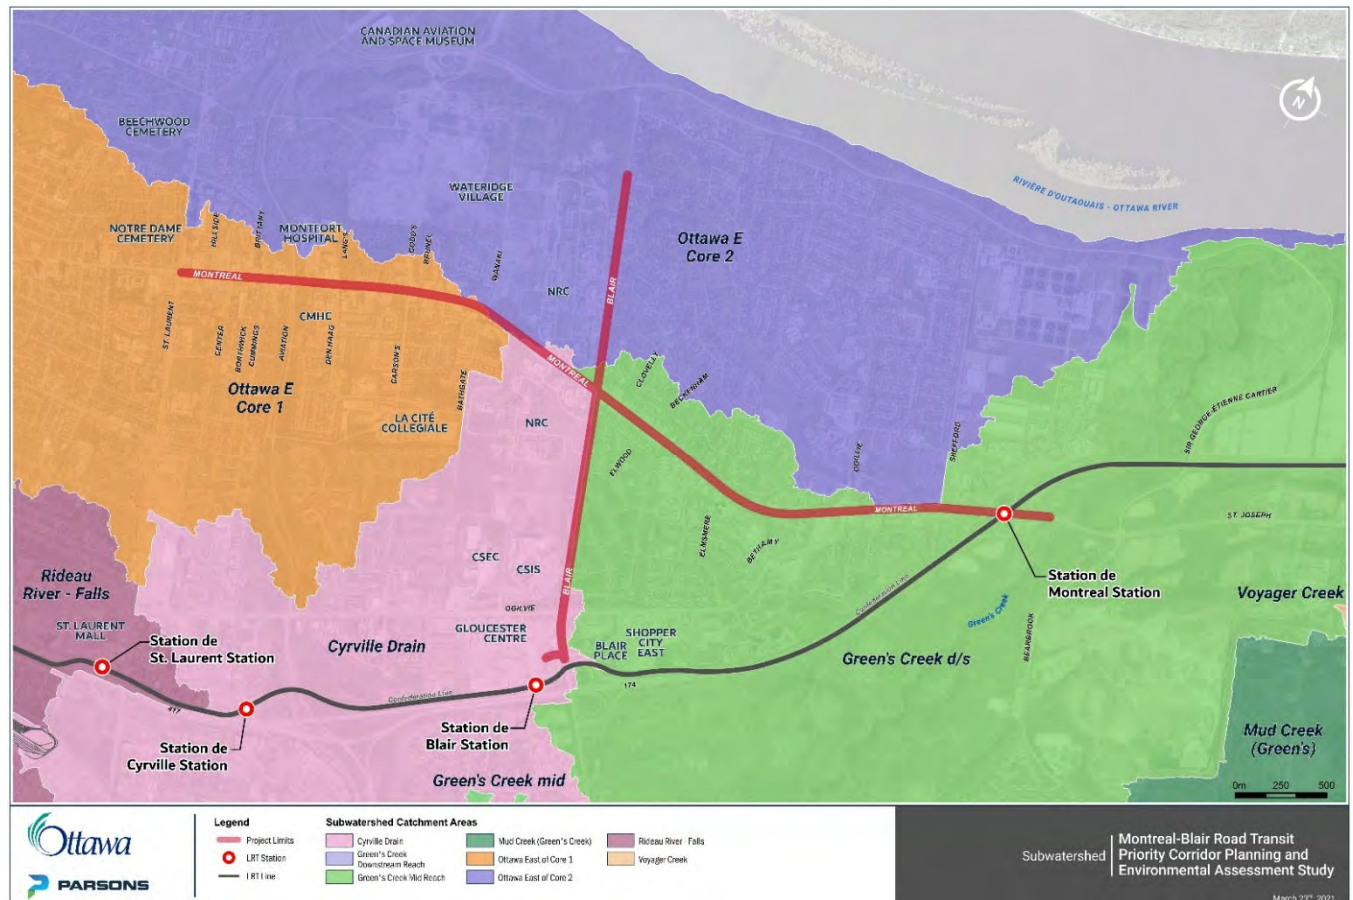 CANADIAN AVIATION
AND SPACE MUSEUM
BEECHWOOD
CEMETERY
N
WATERIDGE
VILLAGE
RIVIÈRE D'OUTAOUAIS - OTTAWA RIVER
NOTRE DAME
CEMETERY
HILLSIDE
BRITTANY
MONTFORT
HOSPITAL
LANG'S
CODD'S
BRUNEL
WANAKI
Ottawa E
Core 2
MONTREAL
NRC
BLAIR
ST. LAURENT
CENTER
BORTHWICK
CUMMINGS
AVIATION
CMHC
DEN HAAG
CARSON'S
BATHGATE
MONTREAL
CLOVELLY
BECKENHAM
Ottawa E
Core 1
LA CITÉ
COLLÉGIALE
NRC
ELWOOD
OGILVIE
SHEFFORD
SIR GEORGE-ÉTIENNE CARTIER
MONTREAL
ST. JOSEPH
ELMSMERE
BETHAMY
CSEC
CSIS
BLAIR
Rideau
River - Falls
Station de
Montreal Station
Voyager Creek
Confederation Line
Green's Creek
BEARBROOK
OGILVIE
ST. LAURENT
MALL
GLOUCESTER
CENTRE
BLAIR
PLACE
SHOPPER
CITY
EAST
Station de
St. Laurent Station
Cyrville Drain
Green's Creek d/s
174
Confederation Line
417
Station de
Blair Station
Station de
Cyrville Station
Mud Creek
(Green's)
Green's Creek mid
0m 250 500
Ottawa
PARSONS
Legend
Project Limits
LRT Station
LRT Line
Subwatershed Catchment Areas
Cyrville Drain
Green's Creek
Downstream Reach
Green's Creek Mid Reach
Mud Creek (Green's Creek)
Ottawa East of Core 1
Ottawa East of Core 2
Rideau River - Falls
Voyager Creek
Subwatershed
Montreal-Blair Road Transit
Priority Corridor Planning and
Environmental Assessment Study
March 23rd, 2021